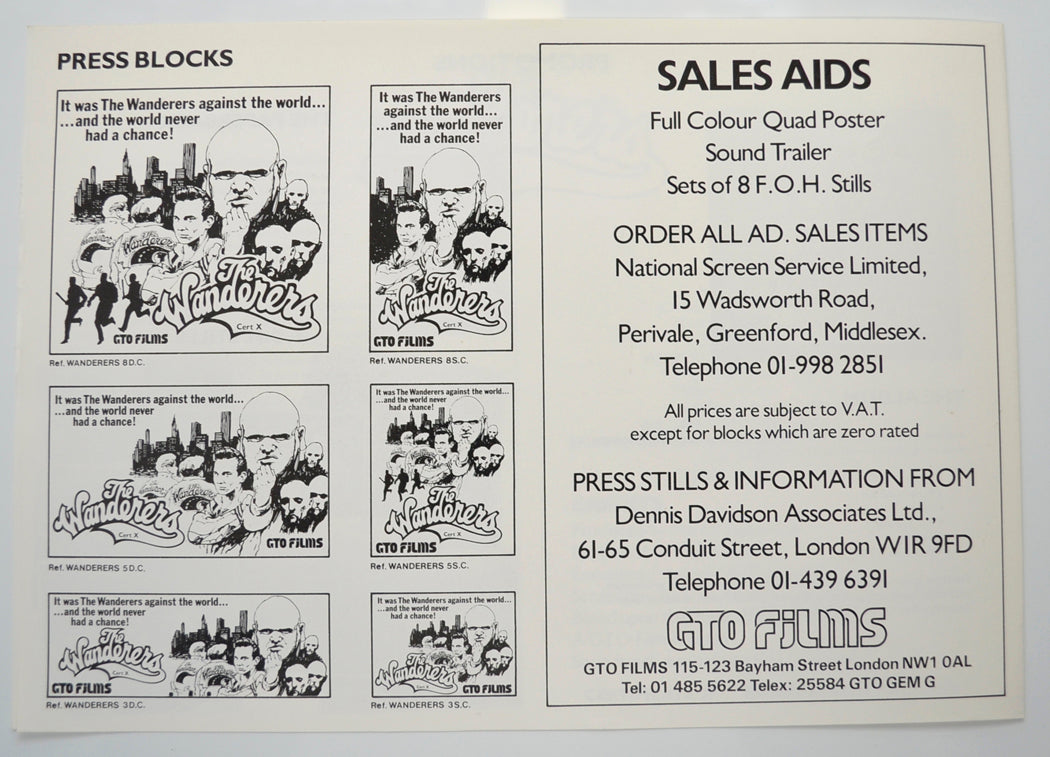 PRESS BLOCKS
It was The Wanderers against the world...
...and the world never
had a chance!
The
Wanderers
The Wanderers
Cert X
GTO FILMS
Ref. WANDERERS 8D.C.
It was The Wanderers
against the world...
...and the world never
had a chance!
The
Wanderers
Cert X
GTO FILMS
Ref. WANDERERS 8S.C.
It was The Wanderers against the world...
...and the world never
had a chance!
Wanderers
The
Wanderers
Cert X
GTO FILMS
Ref. WANDERERS 5D.C.
It was The Wanderers against the world...
...and the world never
had a chance!
The
Wanderers
Cert X
GTO FILMS
Ref. WANDERERS 5S.C.
It was The Wanderers against the world...
...and the world never
had a chance!
The
Wanderers
Cert X
GTO FILMS
Ref. WANDERERS 3D.C.
It was The Wanderers against the world...
...and the world never
had a chance!
The
Wanderers
Cert X
GTO FILMS
Ref. WANDERERS 3S.C.
SALES AIDS
Full Colour Quad Poster
Sound Trailer
Sets of 8 F.O.H. Stills
ORDER ALL AD. SALES ITEMS
National Screen Service Limited,
15 Wadsworth Road,
Perivale, Greenford, Middlesex.
Telephone 01-998 2851
All prices are subject to V.A.T.
except for blocks which are zero rated
PRESS STILLS & INFORMATION FROM
Dennis Davidson Associates Ltd.,
61-65 Conduit Street, London W1R 9FD
Telephone 01-439 6391
GTO FILMS
GTO FILMS 115-123 Bayham Street London NW1 0AL
Tel: 01 485 5622 Telex: 25584 GTO GEM G